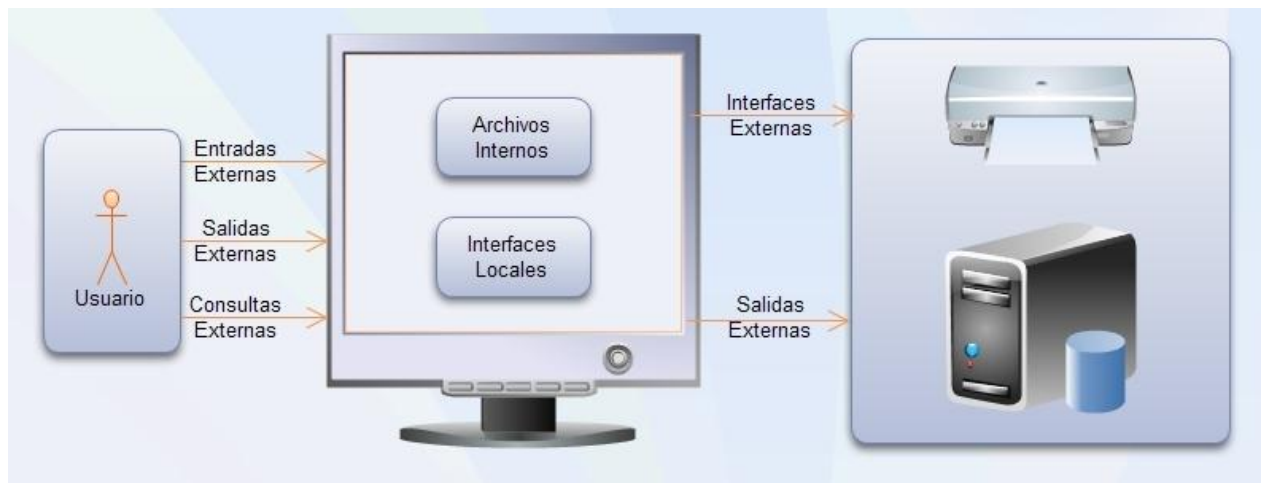 Usuario
Entradas
Externas
Salidas
Externas
Consultas
Externas
Archivos
Internos
Interfaces
Locales
Interfaces
Externas
Salidas
Externas